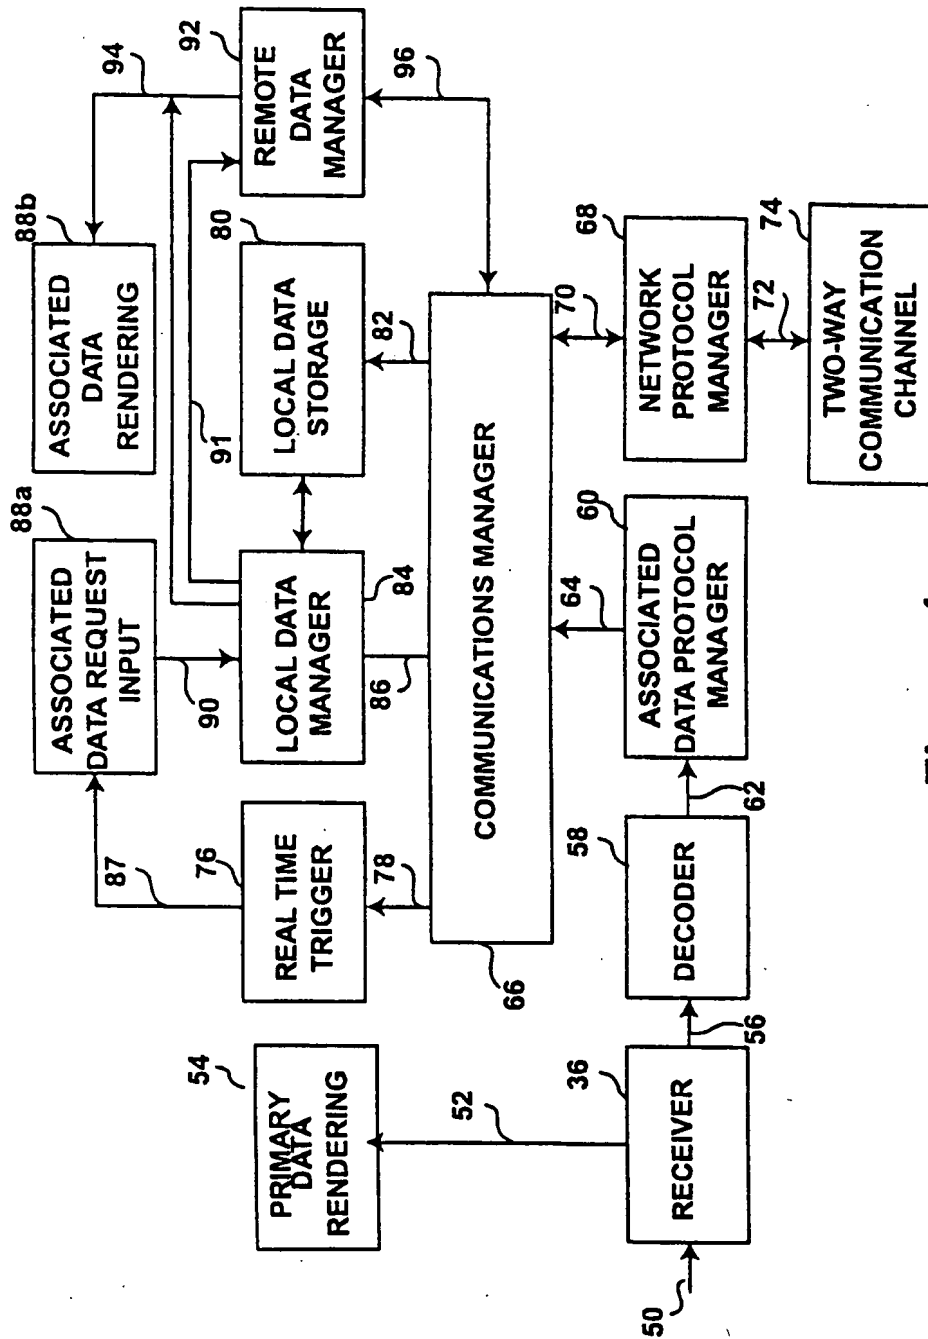 88a
ASSOCIATED
DATA REQUEST
INPUT
88b
ASSOCIATED
DATA
RENDERING
94
87
90
91
54
PRIMARY
DATA
RENDERING
76
REAL TIME
TRIGGER
LOCAL DATA
MANAGER
84
80
LOCAL DATA
STORAGE
92
REMOTE
DATA
MANAGER
52
78
86
82
96
66
COMMUNICATIONS MANAGER
64
70
50
36
RECEIVER
56
58
DECODER
62
60
ASSOCIATED
DATA PROTOCOL
MANAGER
68
NETWORK
PROTOCOL
MANAGER
72
74
TWO-WAY
COMMUNICATION
CHANNEL